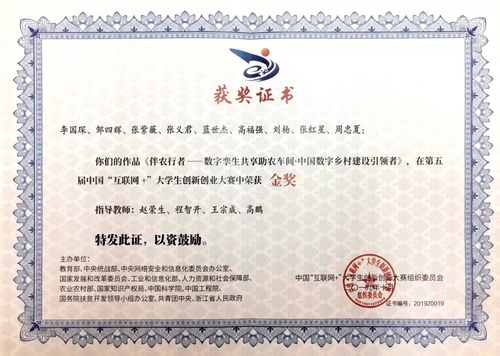 获奖证书
李国琛、邹四辉、张紫薇、张义君、蓝世杰、高福强、刘杨、张红星、周忠夏：
你们的作品《伴农行者——数字孪生共享助农车间·中国数字乡村建设引领者》，在第五
届中国“互联网+”大学生创新创业大赛中荣获 金奖
指导教师：赵荣生、程智开、王宗成、高鹏
特发此证，以资鼓励。
主办单位：
教育部、中央统战部、中央网络安全和信息化委员会办公室、
国家发展和改革委员会、工业和信息化部、人力资源和社会保障部、
农业农村部、国家知识产权局、中国科学院、中国工程院、
国务院扶贫开发领导小组办公室、共青团中央、浙江省人民政府
中国“互联网+”大学生创新创业大赛组织委员会
二〇一九年十月
证书编号：201920019